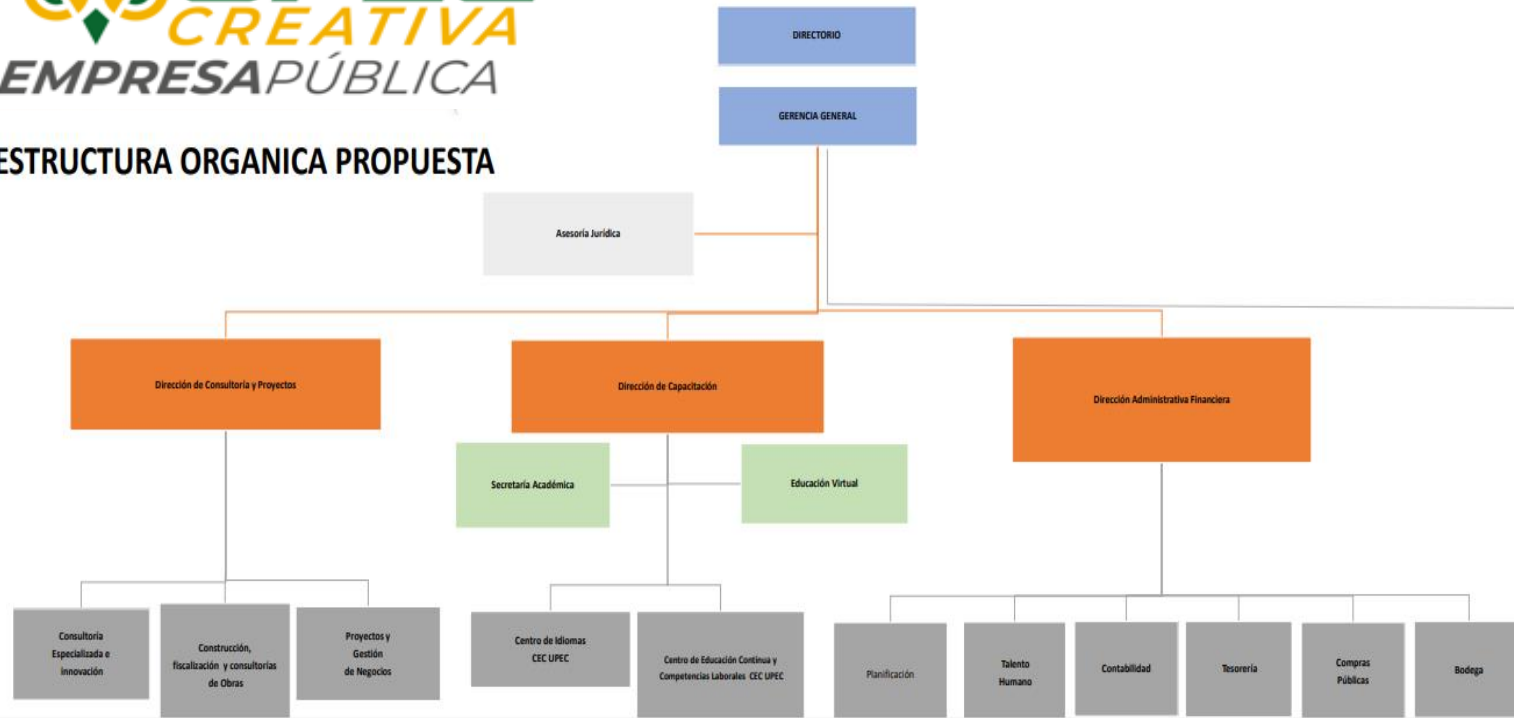 CREATIVA
EMPRESAPÚBLICA
ESTRUCTURA ORGANICA PROPUESTA
DIRECTORIO
GERENCIA GENERAL
Asesoría Jurídica
Dirección de Consultoría y Proyectos
Dirección de Capacitación
Dirección Administrativa Financiera
Secretaría Académica
Educación Virtual
Consultoría
Especializada e
innovación
Construcción,
fiscalización y consultorías
de Obras
Proyectos y
Gestión
de Negocios
Centro de Idiomas
CEC UPEC
Centro de Educación Continua y
Competencias Laborales CEC UPEC
Planificación
Talento
Humano
Contabilidad
Tesorería
Compras
Públicas
Bodega